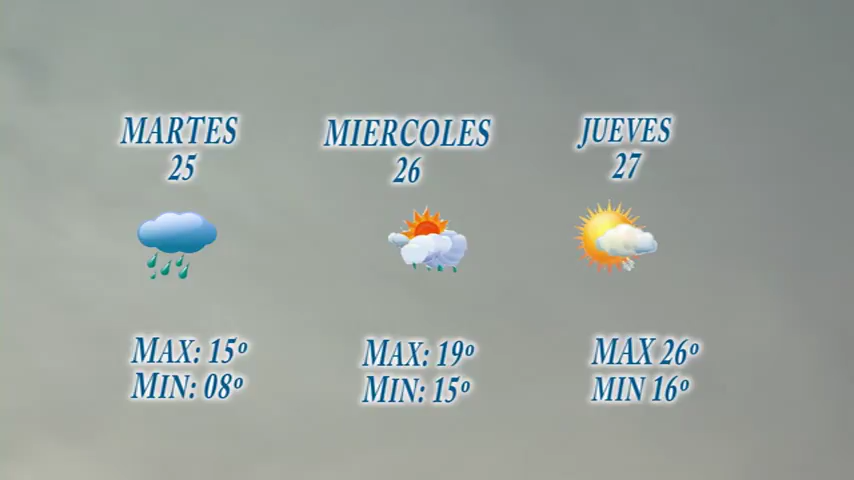 MARTES
25
MAX: 15º
MIN: 08º
MIERCOLES
26
MAX: 19º
MIN: 15º
JUEVES
27
MAX 26º
MIN 16º